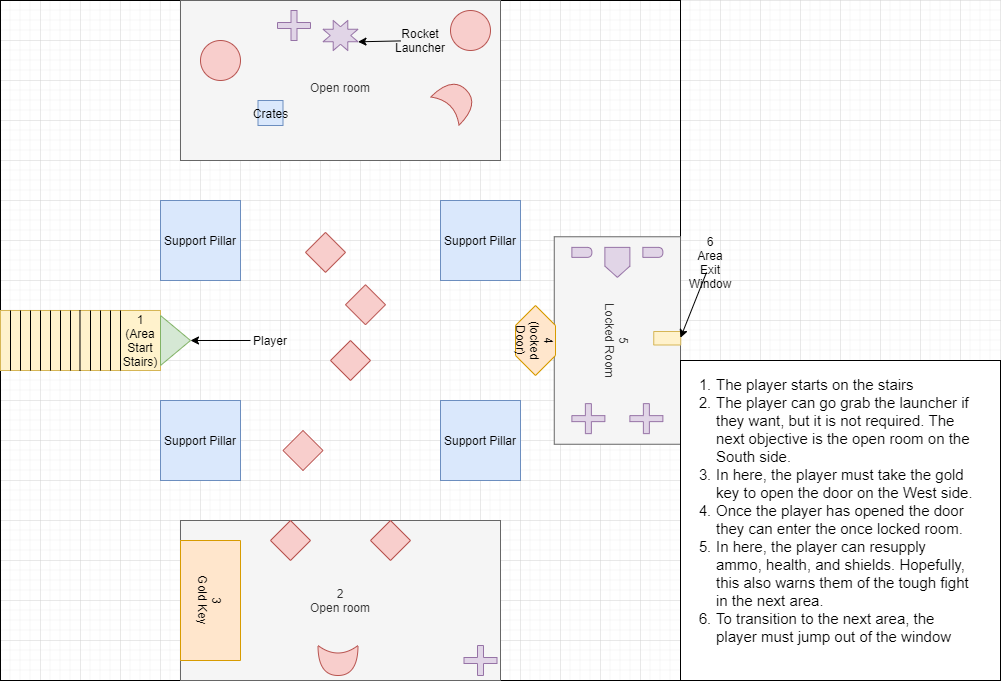 Rocket
Launcher
Open room
Crates
Support Pillar
Support Pillar
6
Area
Exit
Window
1
(Area
Start
Stairs)
Player
4
(locked
Door)
5
Locked Room
Support Pillar
Support Pillar
3
Gold Key
2
Open room
1. The player starts on the stairs
2. The player can go grab the launcher if
they want, but it is not required. The
next objective is the open room on the
South side.
3. In here, the player must take the gold
key to open the door on the West side.
4. Once the player has opened the door
they can enter the once locked room.
5. In here, the player can resupply
ammo, health, and shields. Hopefully,
this also warns them of the tough fight
in the next area.
6. To transition to the next area, the
player must jump out of the window